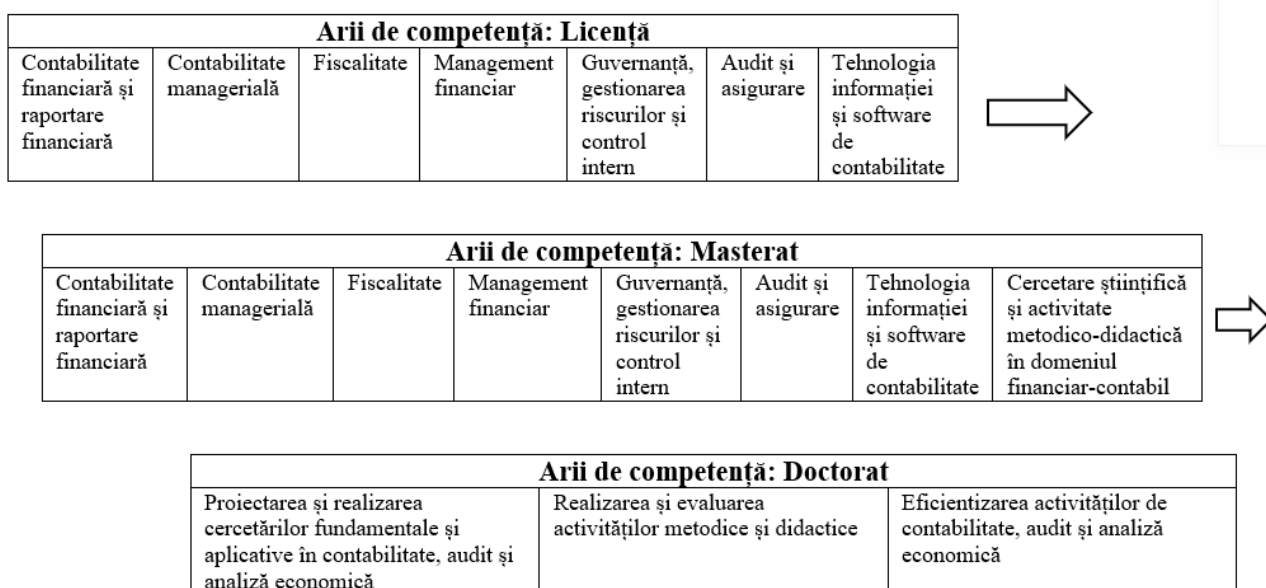 Arii de competență: Licență
Contabilitate
financiară și
raportare
financiară
Contabilitate
managerială
Fiscalitate
Management
financiar
Guvernanță,
gestionarea
riscurilor și
control
intern
Audit și
asigurare
Tehnologia
informației
și software
de
contabilitate
Arii de competență: Masterat
Contabilitate
financiară și
raportare
financiară
Contabilitate
managerială
Fiscalitate
Management
financiar
Guvernanță,
gestionarea
riscurilor și
control
intern
Audit și
asigurare
Tehnologia
informației
și software
de
contabilitate
Cercetare științifică
și activitate
metodico-didactică
în domeniul
financiar-contabil
Arii de competență: Doctorat
Proiectarea și realizarea
cercetărilor fundamentale și
aplicative în contabilitate, audit și
analiză economică
Realizarea și evaluarea
activităților metodice și didactice
Eficientizarea activităților de
contabilitate, audit și analiză
economică